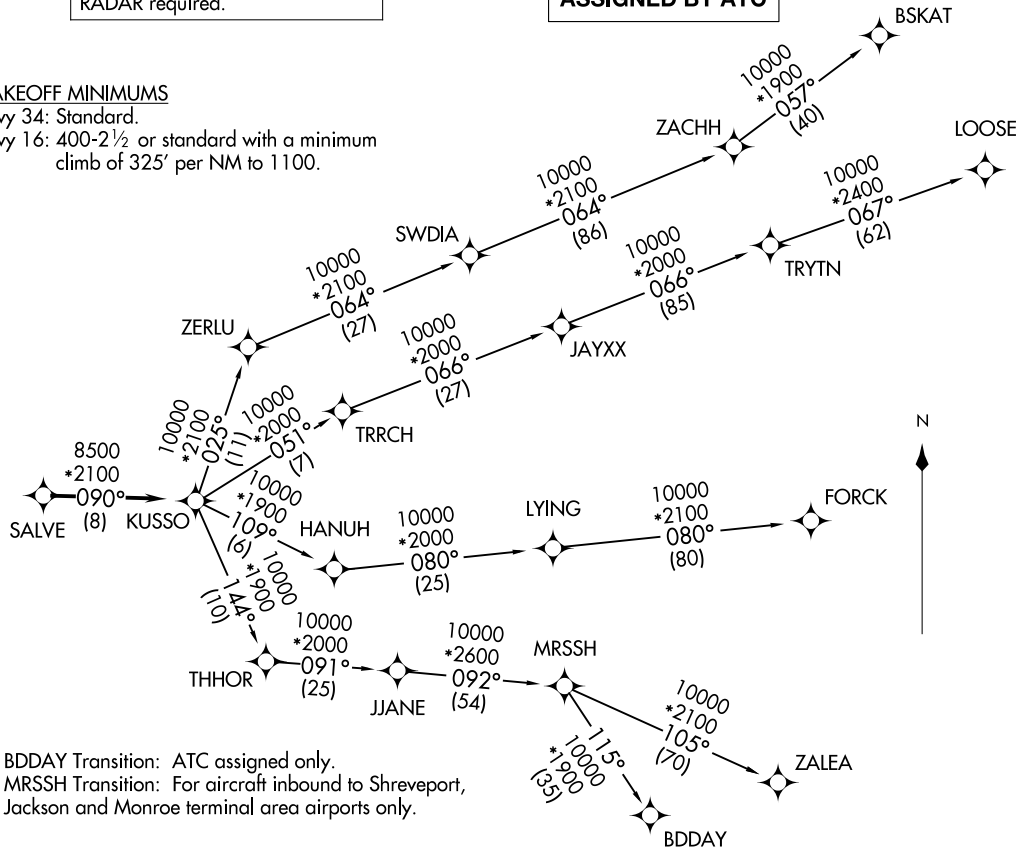 RADAR required.
ASSIGNED BY ATC
AKEOFF MINIMUMS
wy 34: Standard.
wy 16: 400-2½ or standard with a minimum
climb of 325' per NM to 1100.
BSKAT
10000
*1900
057°
(40)
ZACHH
LOOSE
10000
*2100
064°
(86)
10000
*2400
067°
(62)
SWDIA
TRYTN
10000
*2100
064°
(27)
10000
*2000
066°
(85)
ZERLU
JAYXX
10000
*2000
066°
(27)
10000
*2100
025°
(11)
10000
*2000
051°
(7)
TRRCH
N
8500
*2100
090°
(8)
SALVE
KUSSO
10000
*1900
109°
(6)
HANUH
10000
*2000
080°
(25)
LYING
10000
*2100
080°
(80)
FORCK
10000
*1900
144°
(10)
THHOR
10000
*2000
091°
(25)
JJANE
10000
*2600
092°
(54)
MRSSH
10000
*2100
105°
(70)
ZALEA
115°
10000
*1900
(35)
BDDAY
BDDAY Transition: ATC assigned only.
MRSSH Transition: For aircraft inbound to Shreveport,
Jackson and Monroe terminal area airports only.